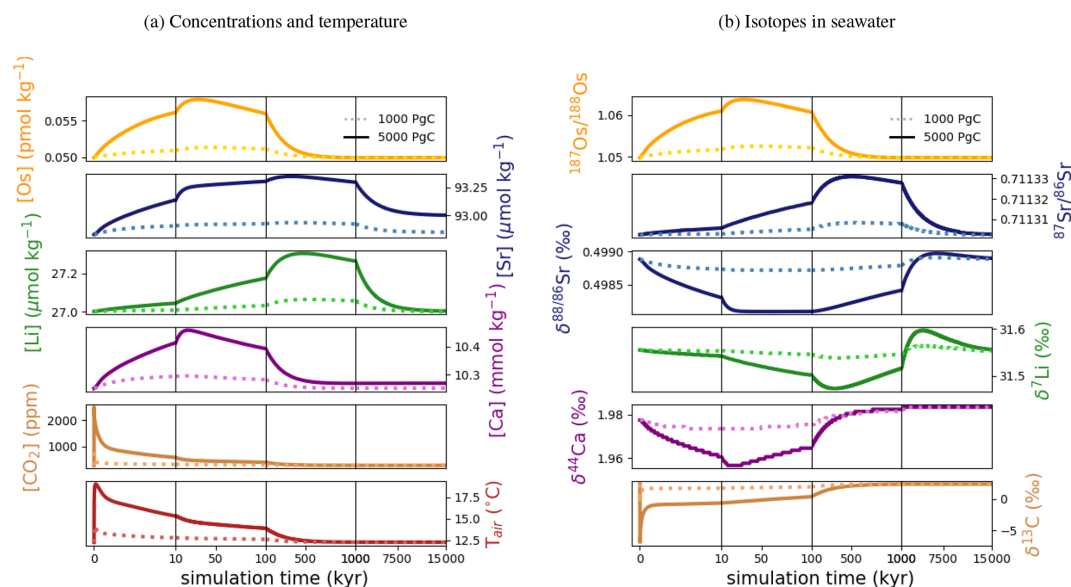 (a) Concentrations and temperature
(b) Isotopes in seawater
[Os] (pmol kg⁻¹)
0.055
0.050
1000 PgC
5000 PgC
[Sr] (μmol kg⁻¹)
93.25
93.00
[Li] (μmol kg⁻¹)
27.2
27.0
[Ca] (mmol kg⁻¹)
10.4
10.3
[CO₂] (ppm)
2000
1000
T_air (°C)
17.5
15.0
12.5
0 10 50 100 500 1000 5000 15000
simulation time (kyr)
¹⁸⁷Os/¹⁸⁸Os
1.06
1.05
1000 PgC
5000 PgC
⁸⁷Sr/⁸⁶Sr
0.71133
0.71132
0.71131
δ⁸⁸/⁸⁶Sr (‰)
0.4990
0.4985
δ⁷Li (‰)
31.6
31.5
δ⁴⁴Ca (‰)
1.98
1.96
δ¹³C (‰)
0
−5
0 10 50 100 500 1000 7500 15000
simulation time (kyr)